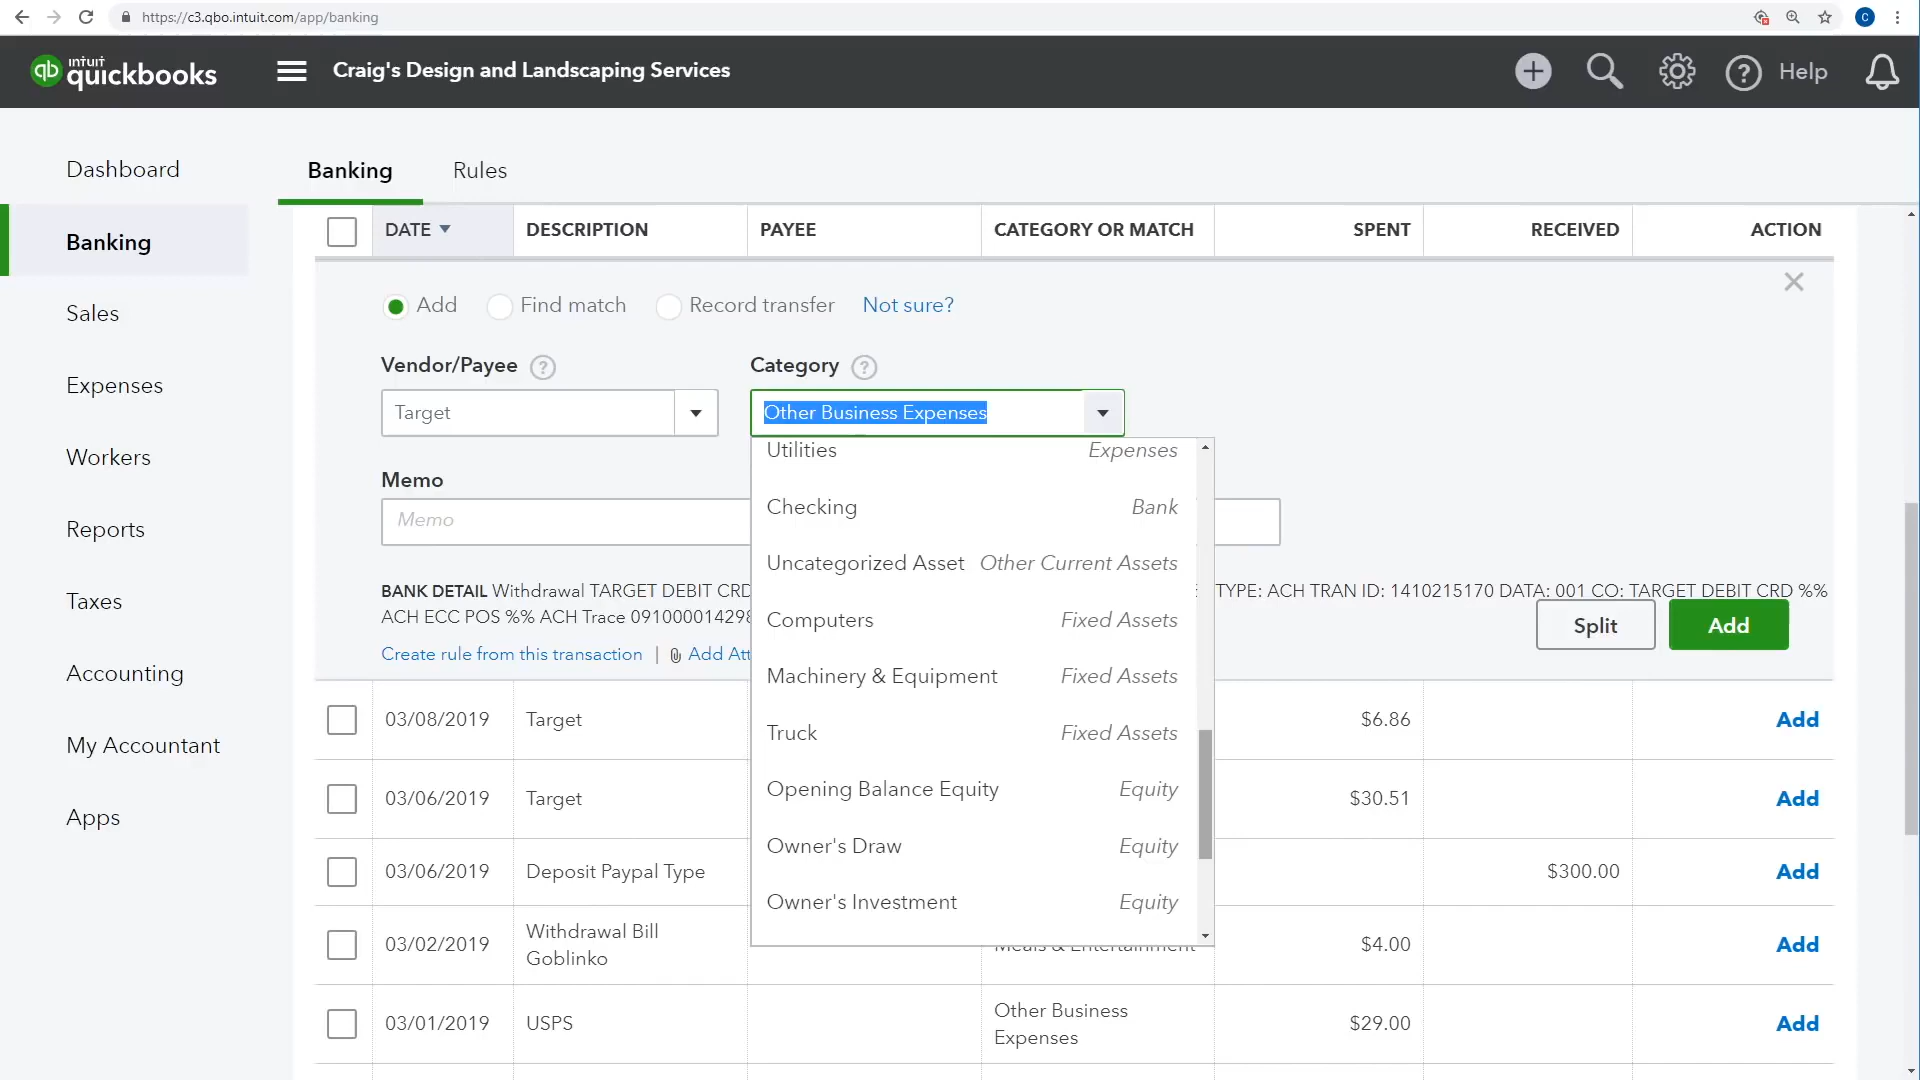 https://c3.qbo.intuit.com/app/banking
C
intuit
qb quickbooks
Craig's Design and Landscaping Services
Help
Dashboard
Banking
Sales
Expenses
Workers
Reports
Taxes
Accounting
My Accountant
Apps
Banking Rules
DATE DESCRIPTION PAYEE CATEGORY OR MATCH SPENT RECEIVED ACTION
Add Find match Record transfer Not sure?
Vendor/Payee ? Category ?
Target Other Business Expenses
Utilities Expenses
Checking Bank
Uncategorized Asset Other Current Assets
Computers Fixed Assets
Machinery & Equipment Fixed Assets
Truck Fixed Assets
Opening Balance Equity Equity
Owner's Draw Equity
Owner's Investment Equity
Memo
Memo
BANK DETAIL Withdrawal TARGET DEBIT CRD TYPE: ACH TRAN ID: 1410215170 DATA: 001 CO: TARGET DEBIT CRD %%
ACH ECC POS %% ACH Trace 091000014298
Create rule from this transaction | Add Att
Split Add
03/08/2019 Target $6.86 Add
03/06/2019 Target $30.51 Add
03/06/2019 Deposit Paypal Type $300.00 Add
03/02/2019 Withdrawal Bill Goblinko Meals & Entertainment $4.00 Add
03/01/2019 USPS Other Business Expenses $29.00 Add